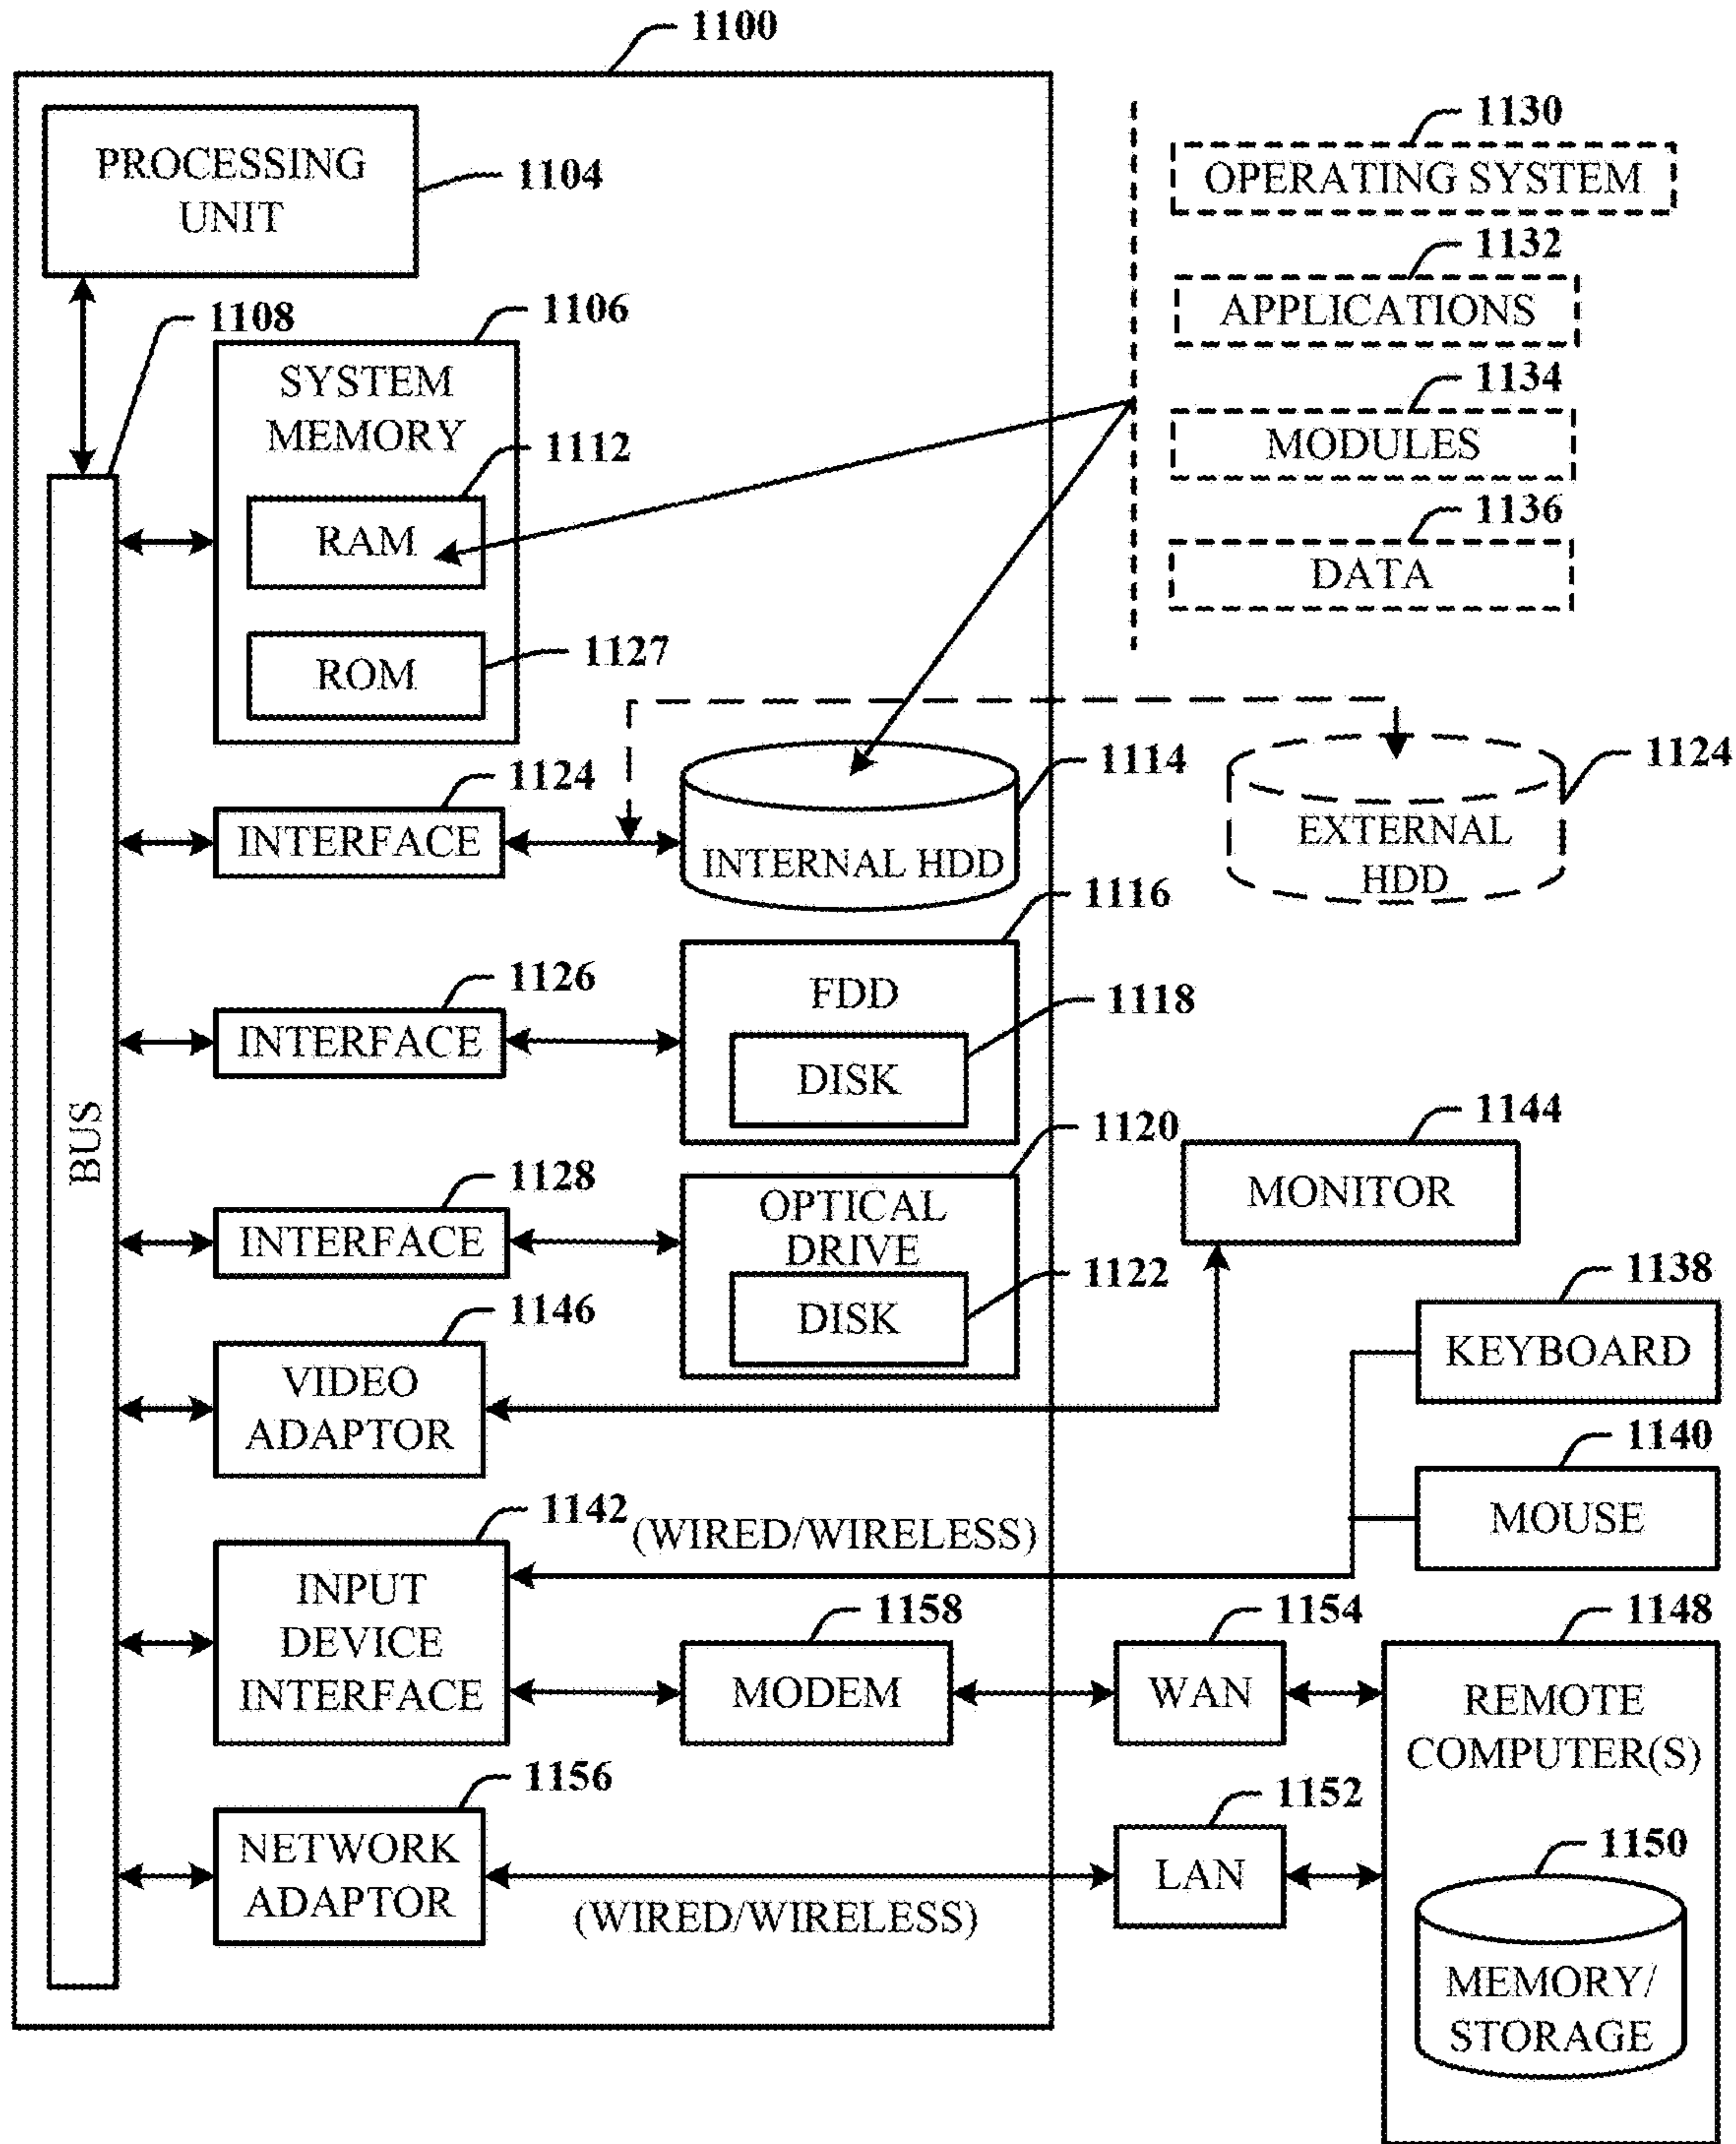 1100
PROCESSING
UNIT
1104
1130
OPERATING SYSTEM
1132
APPLICATIONS
1134
MODULES
1136
DATA
1108
1106
SYSTEM
MEMORY
1112
RAM
1127
ROM
1124
INTERFACE
1114
INTERNAL HDD
1124
EXTERNAL
HDD
1126
INTERFACE
1116
FDD
1118
DISK
BUS
1128
INTERFACE
1120
OPTICAL
DRIVE
1122
DISK
1144
MONITOR
1138
KEYBOARD
1146
VIDEO
ADAPTOR
1140
MOUSE
1142
(WIRED/WIRELESS)
INPUT
DEVICE
INTERFACE
1158
MODEM
1154
WAN
1148
REMOTE
COMPUTER(S)
1156
NETWORK
ADAPTOR
(WIRED/WIRELESS)
1152
LAN
1150
MEMORY/
STORAGE